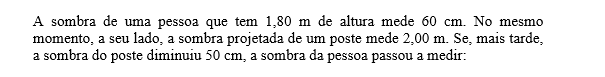 A sombra de uma pessoa que tem 1,80 m de altura mede 60 cm. No mesmo
momento, a seu lado, a sombra projetada de um poste mede 2,00 m. Se, mais tarde,
a sombra do poste diminuiu 50 cm, a sombra da pessoa passou a medir: